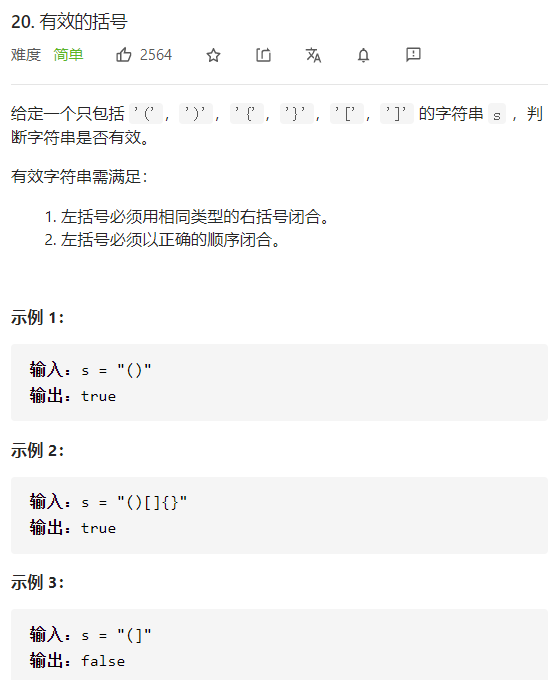 20. 有效的括号
难度 简单 2564
给定一个只包括 '(', ')', '{', '}', '[', ']' 的字符串 s ，判
断字符串是否有效。
有效字符串需满足：
1. 左括号必须用相同类型的右括号闭合。
2. 左括号必须以正确的顺序闭合。
示例 1：
输入：s = "()"
输出：true
示例 2：
输入：s = "()[]{}"
输出：true
示例 3：
输入：s = "(]"
输出：false